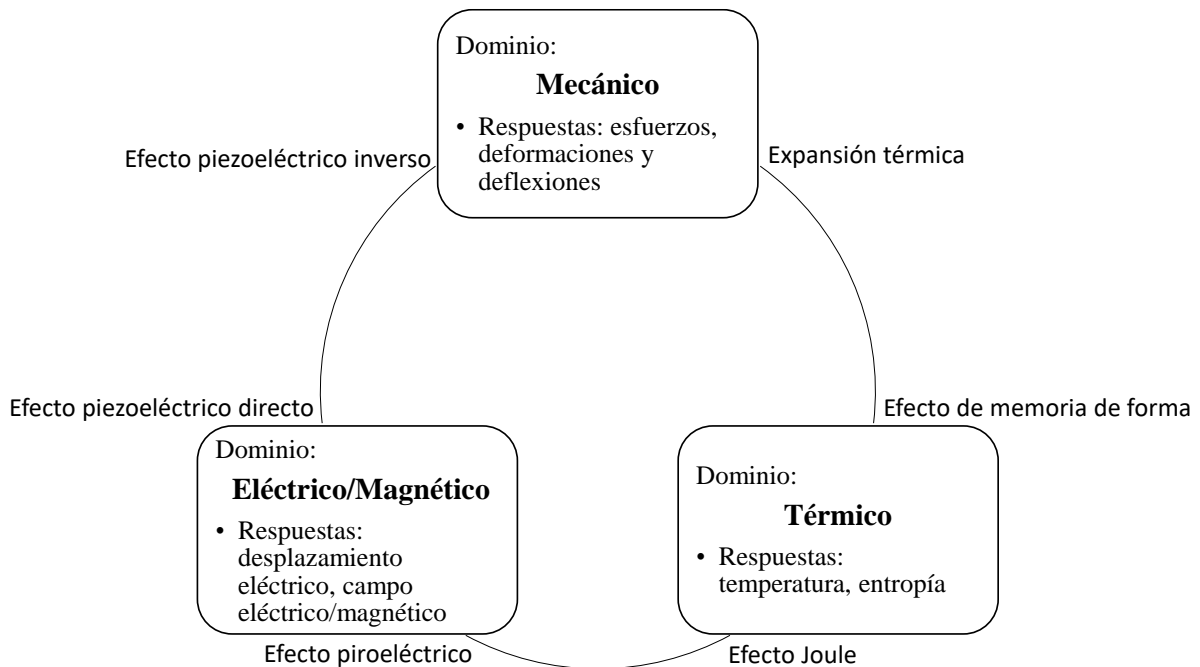 Dominio:
Mecánico
• Respuestas: esfuerzos,
deformaciones y
deflexiones
Efecto piezoeléctrico inverso
Expansión térmica
Efecto piezoeléctrico directo
Efecto de memoria de forma
Dominio:
Eléctrico/Magnético
• Respuestas:
desplazamiento
eléctrico, campo
eléctrico/magnético
Dominio:
Térmico
• Respuestas:
temperatura, entropía
Efecto piroeléctrico
Efecto Joule